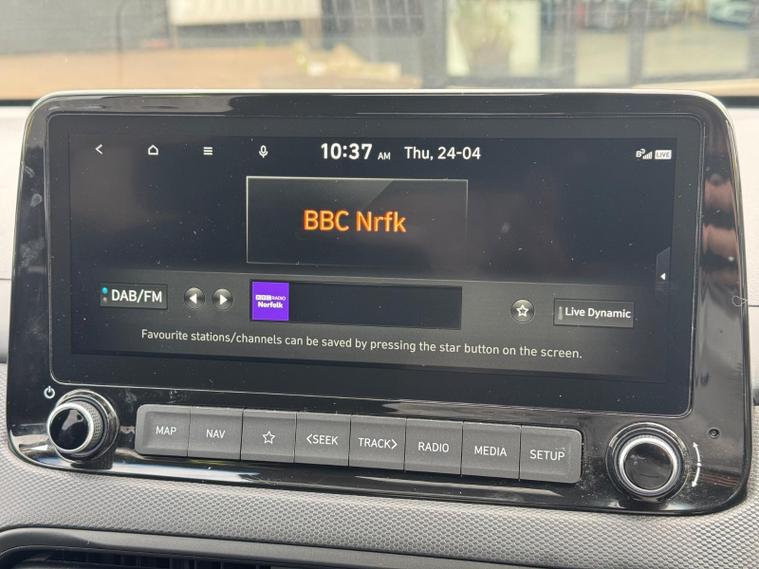 10:37 AM Thu, 24-04
LIVE
BBC Nrfk
DAB/FM
BBC RADIO
Norfolk
Live Dynamic
Favourite stations/channels can be saved by pressing the star button on the screen.
MAP
NAV
<SEEK
TRACK>
RADIO
MEDIA
SETUP